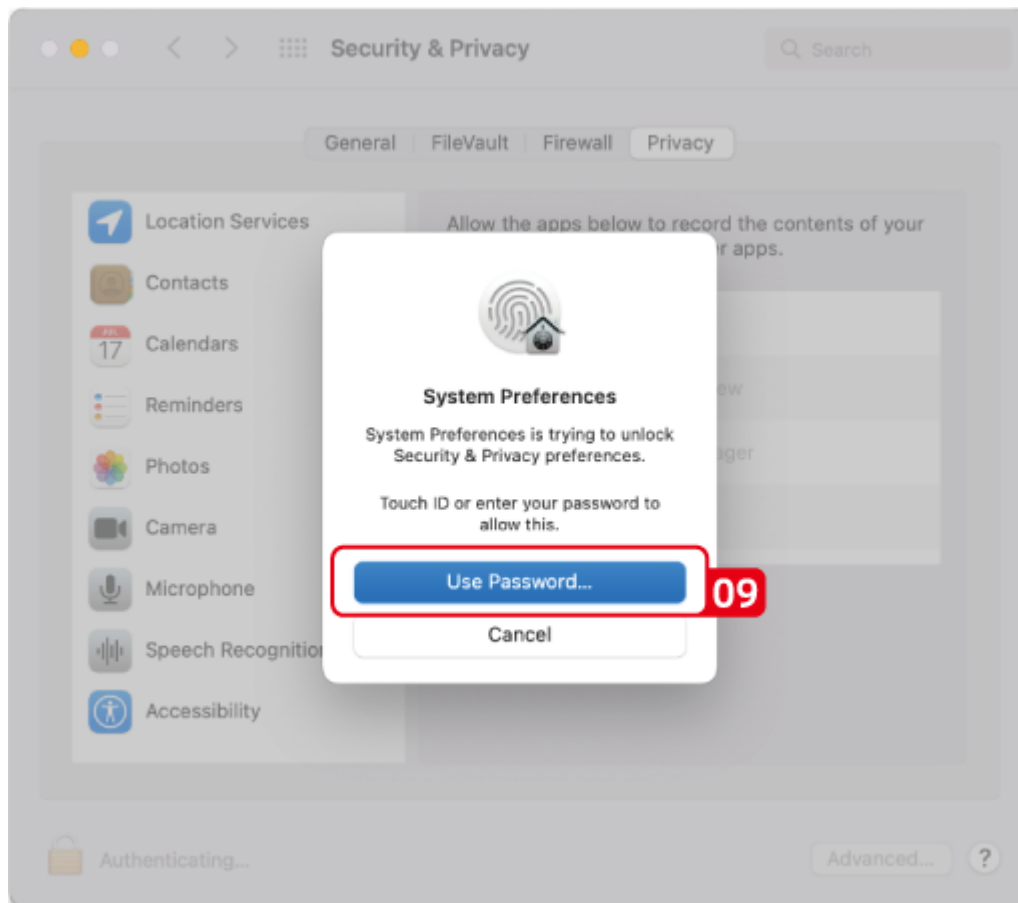 Security & Privacy
Search
General FileVault Firewall Privacy
Location Services
Contacts
JUL
17
Calendars
Reminders
Photos
Camera
Microphone
Speech Recognition
Accessibility
Allow the apps below to record the contents of your
apps.
System Preferences
System Preferences is trying to unlock
Security & Privacy preferences.
Touch ID or enter your password to
allow this.
Use Password...
09
Cancel
Authenticating...
Advanced...
?